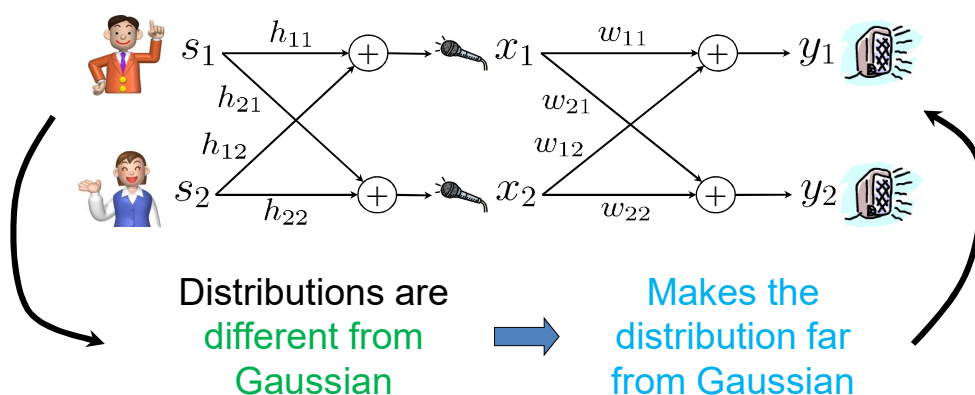 s₁ h₁₁ + x₁ w₁₁ + y₁
h₂₁ w₂₁
h₁₂ w₁₂
s₂ h₂₂ + x₂ w₂₂ + y₂
Distributions are
different from
Gaussian
Makes the
distribution far
from Gaussian